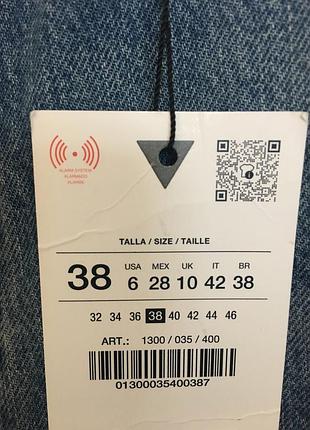 ALARM SYSTEM
ALARMADO
ALARME
TALLA / SIZE / TAILLE
38
USA MEX UK IT BR
6 28 10 42 38
32 34 36 38 40 42 44 46
ART.: 1300 / 035 / 400
01300035400387